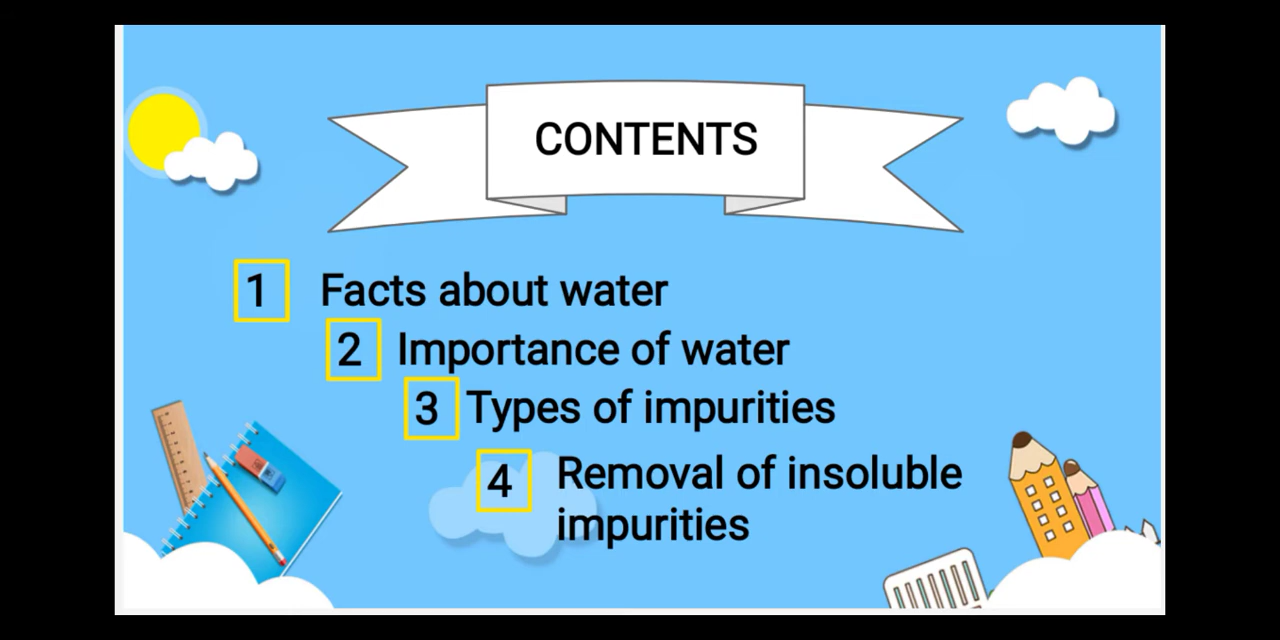 CONTENTS
1 Facts about water
2 Importance of water
3 Types of impurities
4 Removal of insoluble
impurities